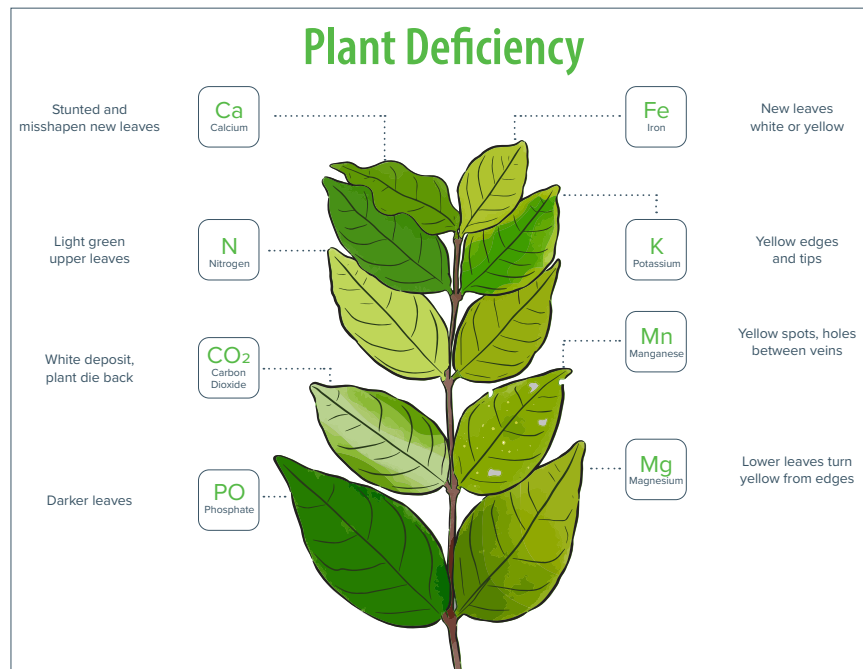 Plant Deficiency
Stunted and
misshapen new leaves
Ca
Calcium
Fe
Iron
New leaves
white or yellow
Light green
upper leaves
N
Nitrogen
K
Potassium
Yellow edges
and tips
White deposit,
plant die back
CO2
Carbon
Dioxide
Mn
Manganese
Yellow spots, holes
between veins
Darker leaves
PO
Phosphate
Mg
Magnesium
Lower leaves turn
yellow from edges